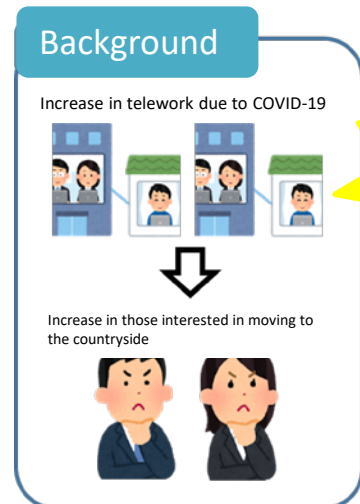 Background
Increase in telework due to COVID-19
Increase in those interested in moving to
the countryside